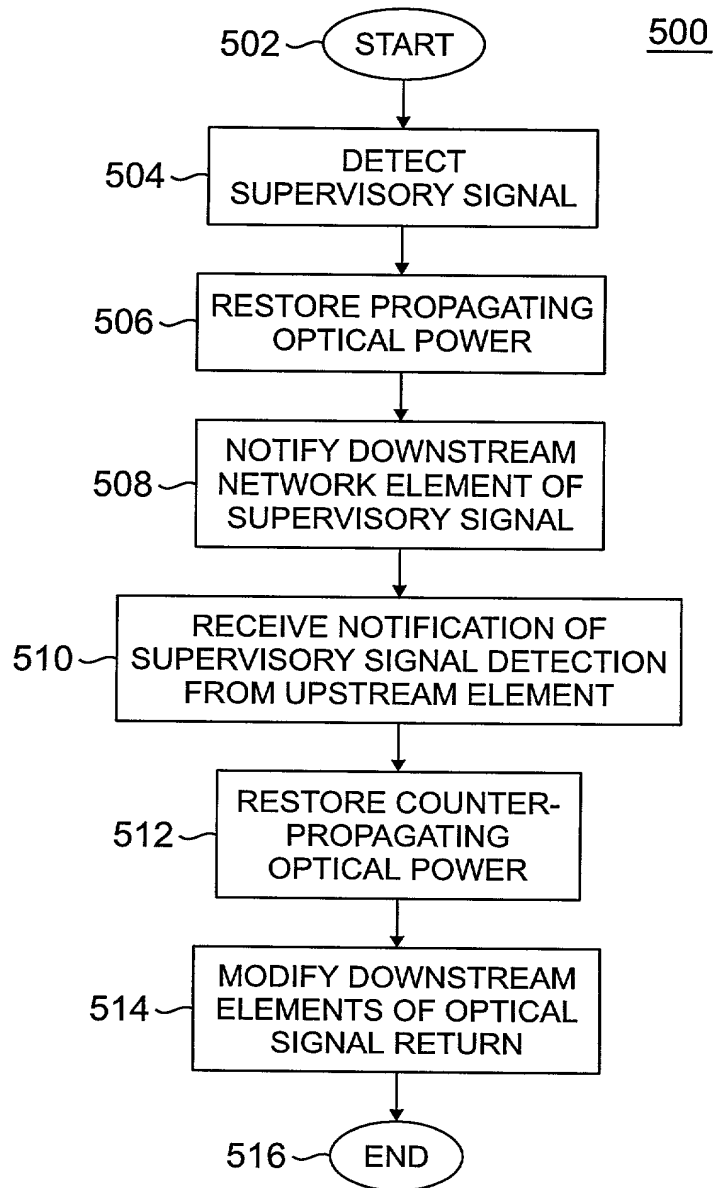 502 START 500
504 DETECT
SUPERVISORY SIGNAL
506 RESTORE PROPAGATING
OPTICAL POWER
508 NOTIFY DOWNSTREAM
NETWORK ELEMENT OF
SUPERVISORY SIGNAL
510 RECEIVE NOTIFICATION OF
SUPERVISORY SIGNAL DETECTION
FROM UPSTREAM ELEMENT
512 RESTORE COUNTER-
PROPAGATING
OPTICAL POWER
514 MODIFY DOWNSTREAM
ELEMENTS OF OPTICAL
SIGNAL RETURN
516 END